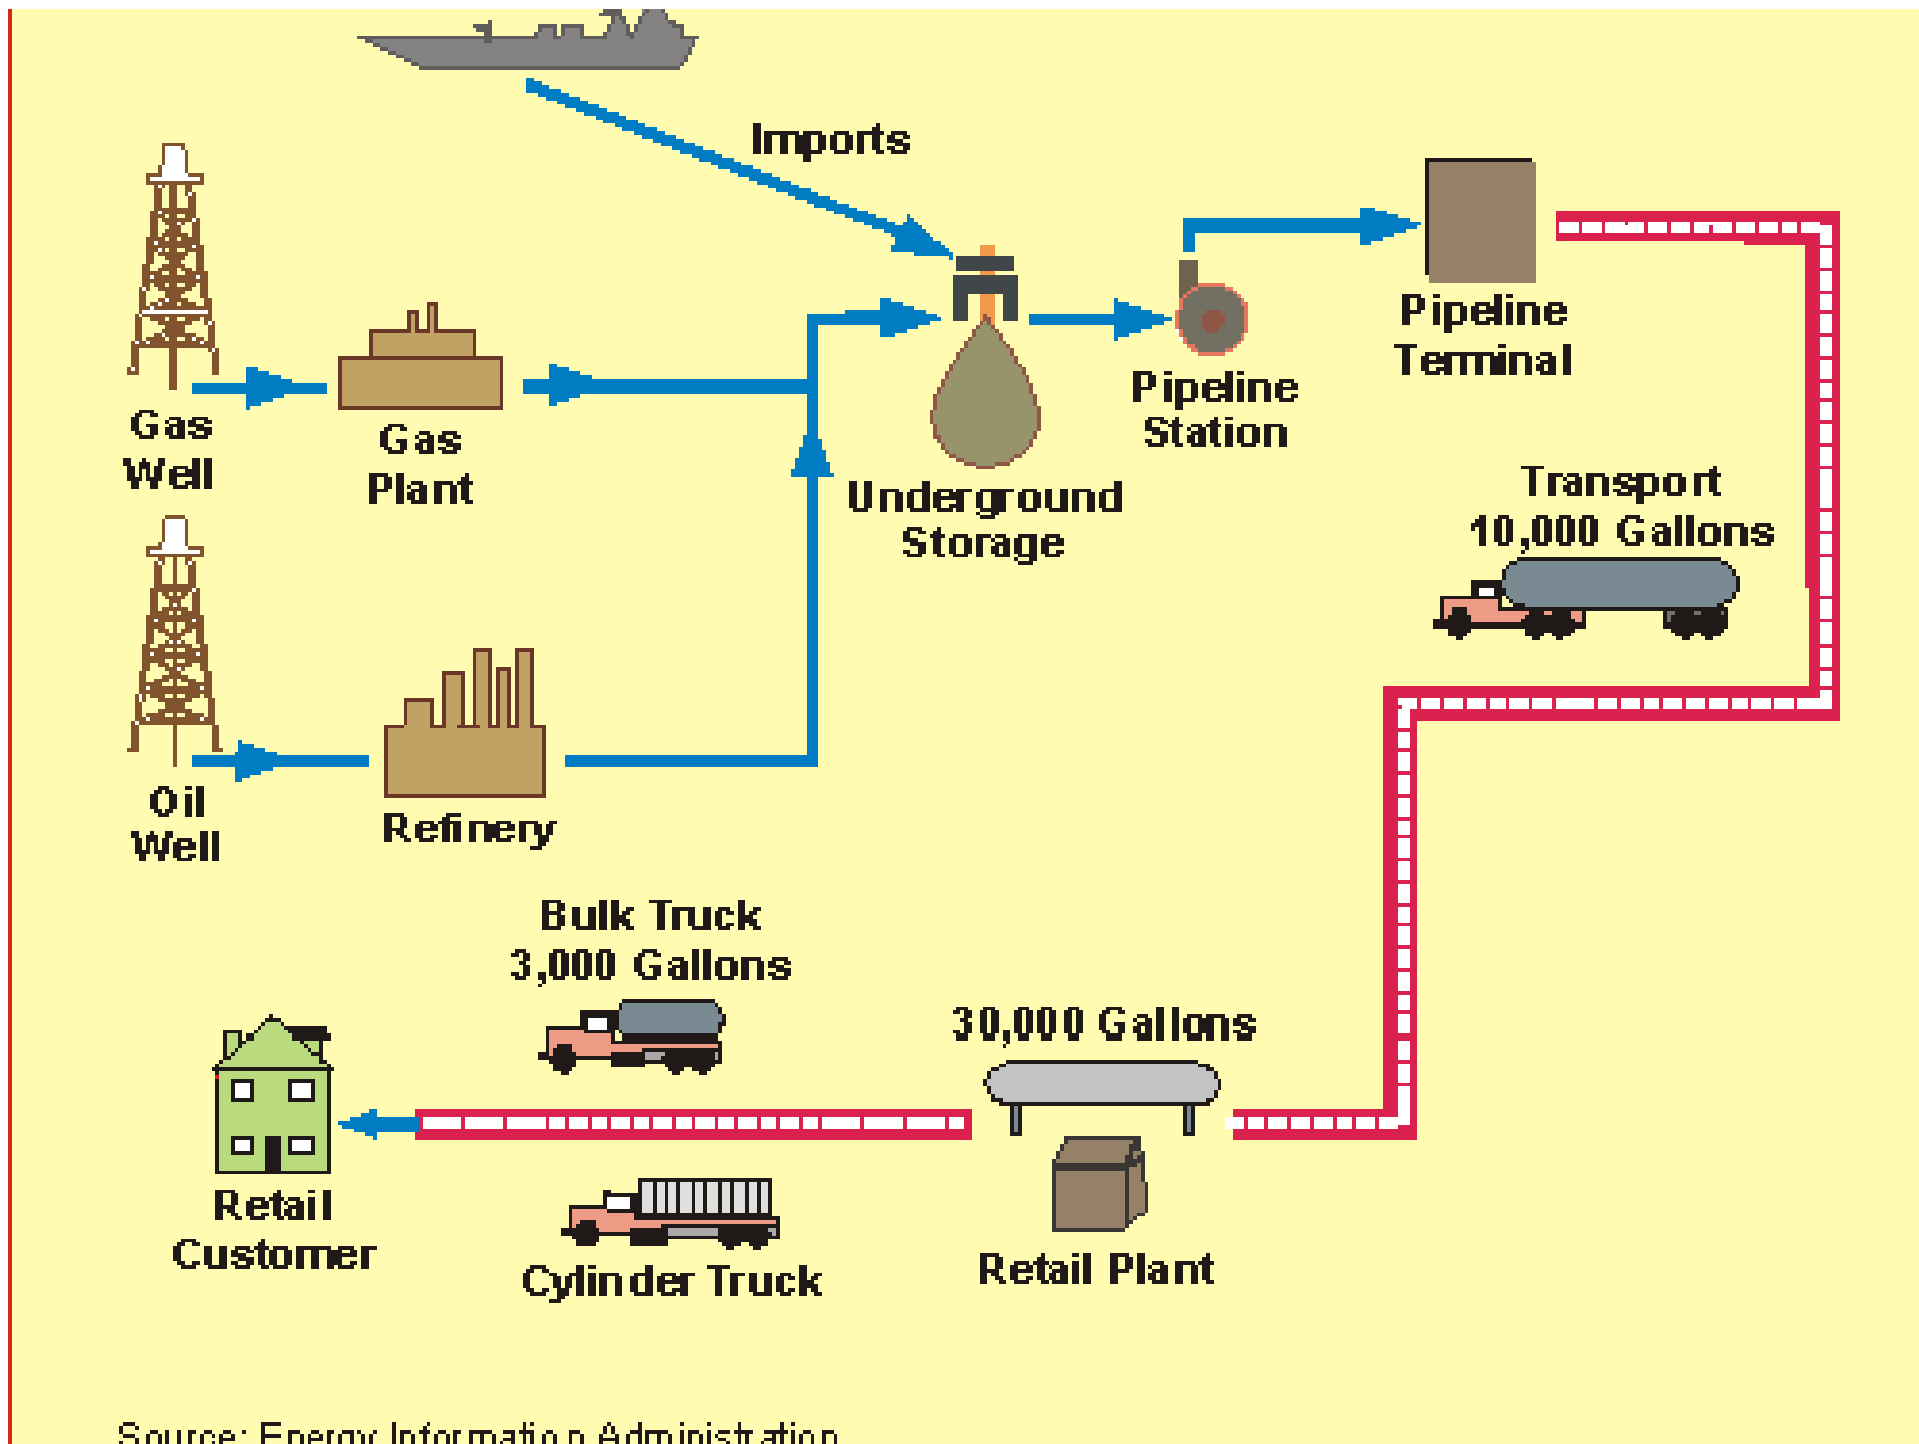 Imports
Gas
Well
Gas
Plant
Underground
Storage
Pipeline
Station
Pipeline
Terminal
Transport
10,000 Gallons
Oil
Well
Refinery
Bulk Truck
3,000 Gallons
30,000 Gallons
Retail
Customer
Cylinder Truck
Retail Plant
Source: Energy Information Administration